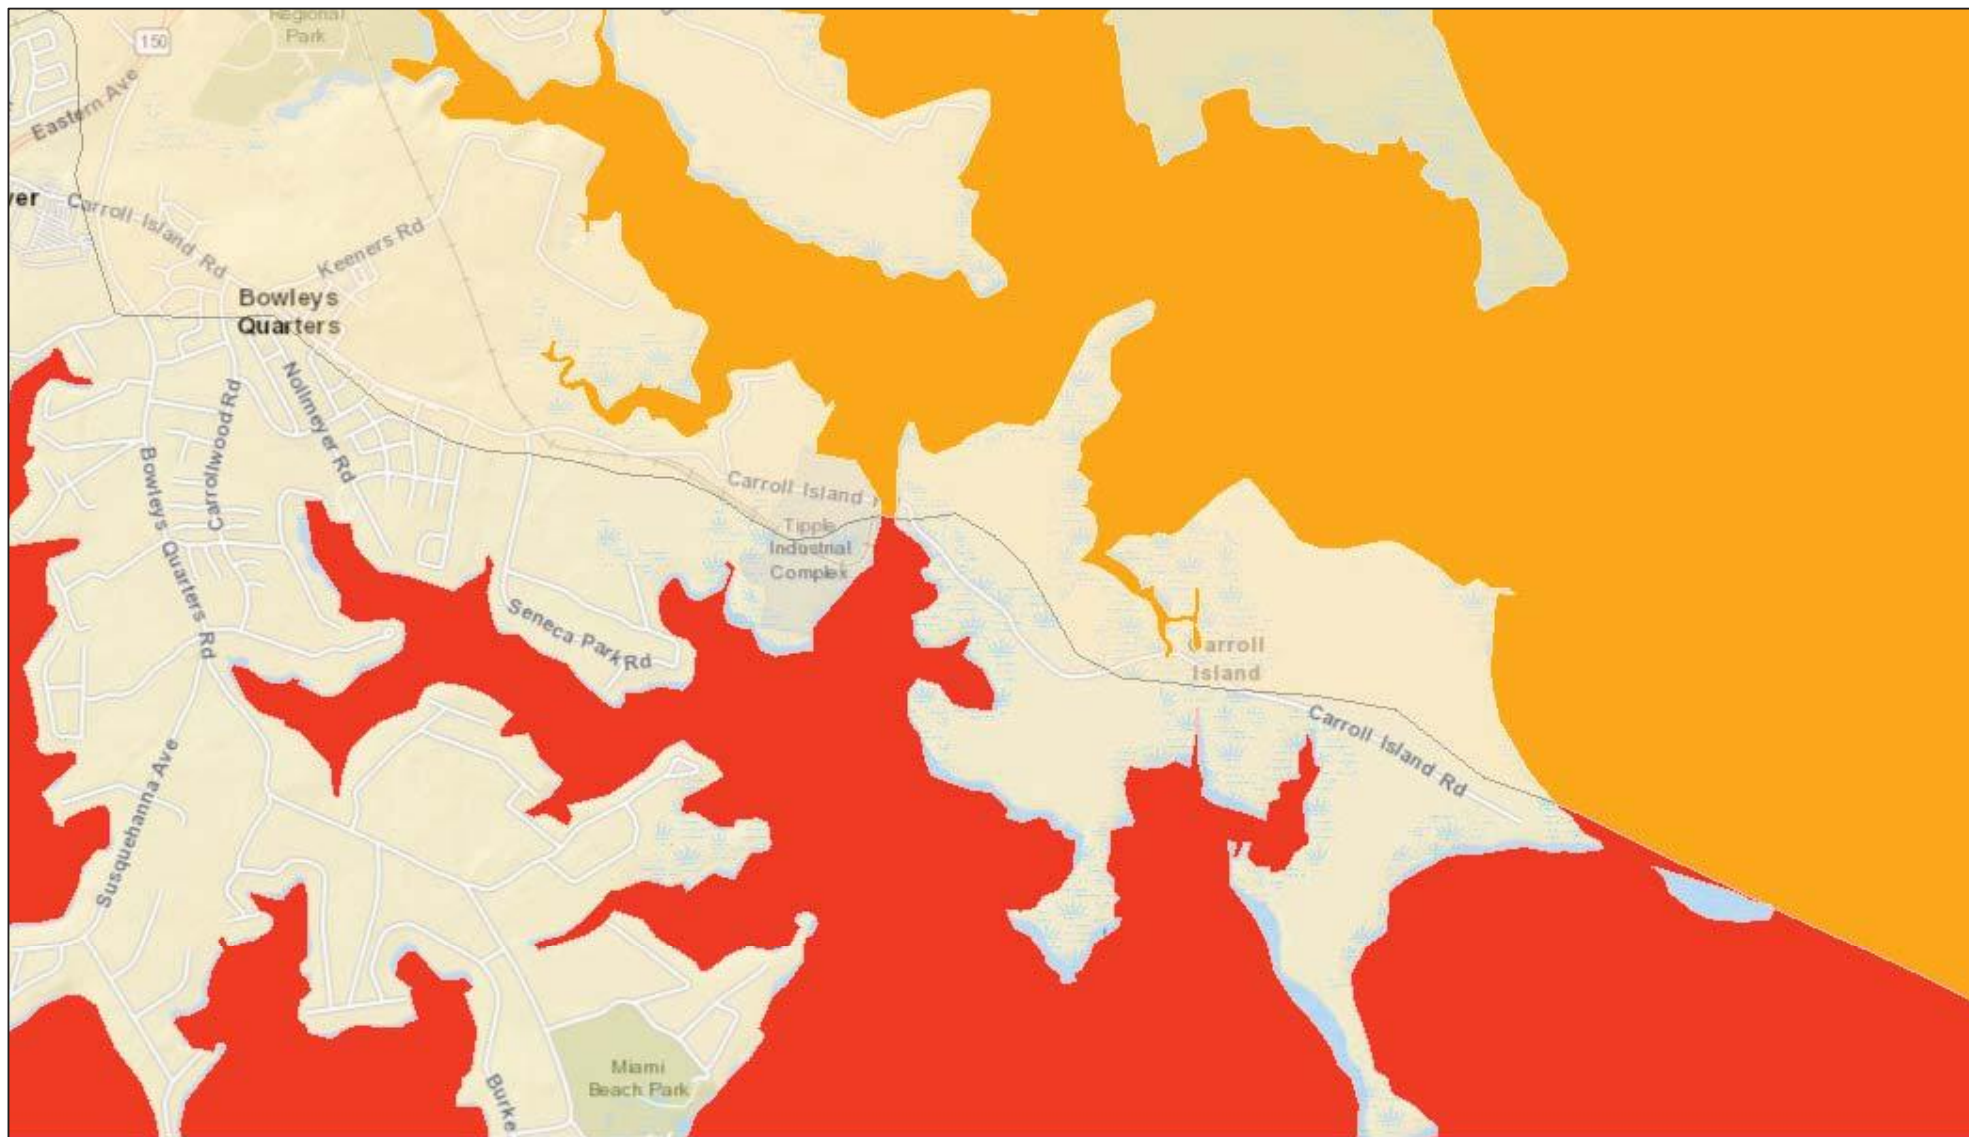 Regional
Park
150
Eastern Ave
yer
Carroll Island Rd
Keeners Rd
Bowleys
Quarters
Nollmeyer Rd
Carrollwood Rd
Bowleys Quarters Rd
Carroll Island
Tipple
Industrial
Complex
Seneca Park Rd
Carroll
Island
Carroll Island Rd
Susquehanna Ave
Miami
Beach Park
Burke